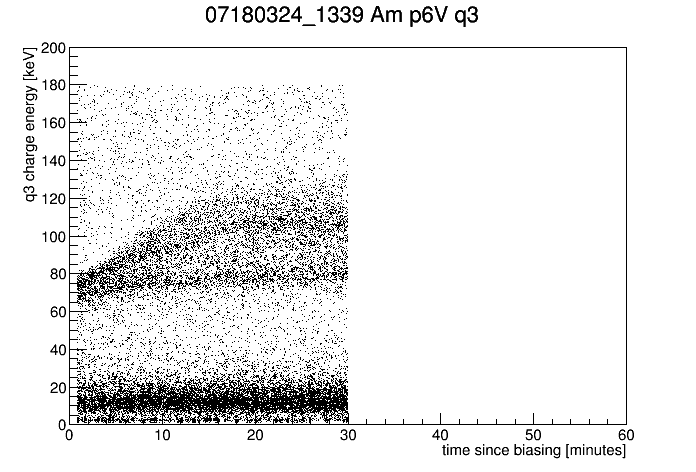 07180324_1339 Am p6V q3
q3 charge energy [keV]
200
180
160
140
120
100
80
60
40
20
0
0 10 20 30 40 50 60
time since biasing [minutes]